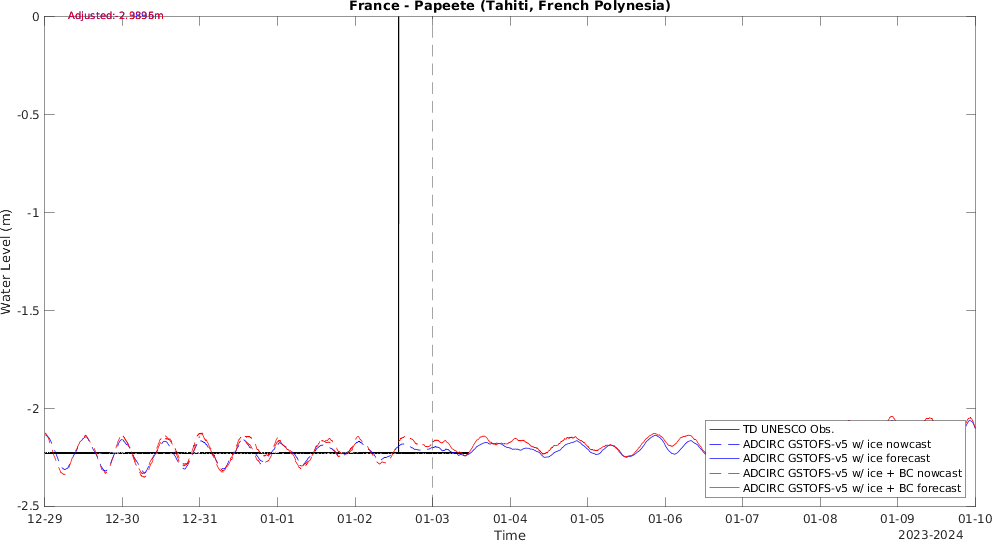 France - Papeete (Tahiti, French Polynesia)
Adjusted:
0
-0.5
-1
-1.5
-2
-2.5
Water Level (m)
12-29
12-30
12-31
01-01
01-02
01-03
01-04
01-05
01-06
01-07
01-08
01-09
01-10
Time
2023-2024
TD UNESCO Obs.
ADCIRC GSTOFS-v5 w/ ice nowcast
ADCIRC GSTOFS-v5 w/ ice forecast
ADCIRC GSTOFS-v5 w/ ice + BC nowcast
ADCIRC GSTOFS-v5 w/ ice + BC forecast